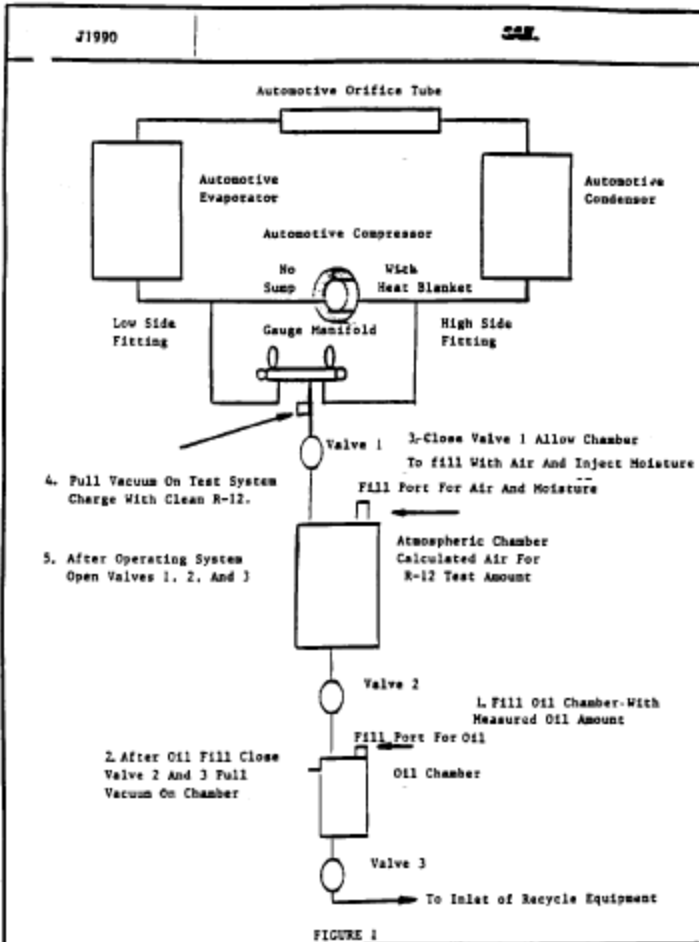 J1990
SAE.
Automotive Orifice Tube
Automotive
Evaporator
Automotive
Condensor
Automotive Compressor
No
Sump
With
Heat Blanket
Low Side
Fitting
Gauge Manifold
High Side
Fitting
Valve 1
3.-Close Valve 1 Allow Chamber
To fill With Air And Inject Moisture
4. Pull Vacuum On Test System
Charge With Clean R-12.
Fill Port For Air And Moisture
5. After Operating System
Open Valves 1, 2, And 3
Atmospheric Chamber
Calculated Air For
R-12 Test Amount
Valve 2
1. Fill Oil Chamber-With
Measured Oil Amount
Fill Port For Oil
2. After Oil Fill Close
Valve 2 And 3 Pull
Vacuum On Chamber
Oil Chamber
Valve 3
To Inlet of Recycle Equipment
FIGURE 1